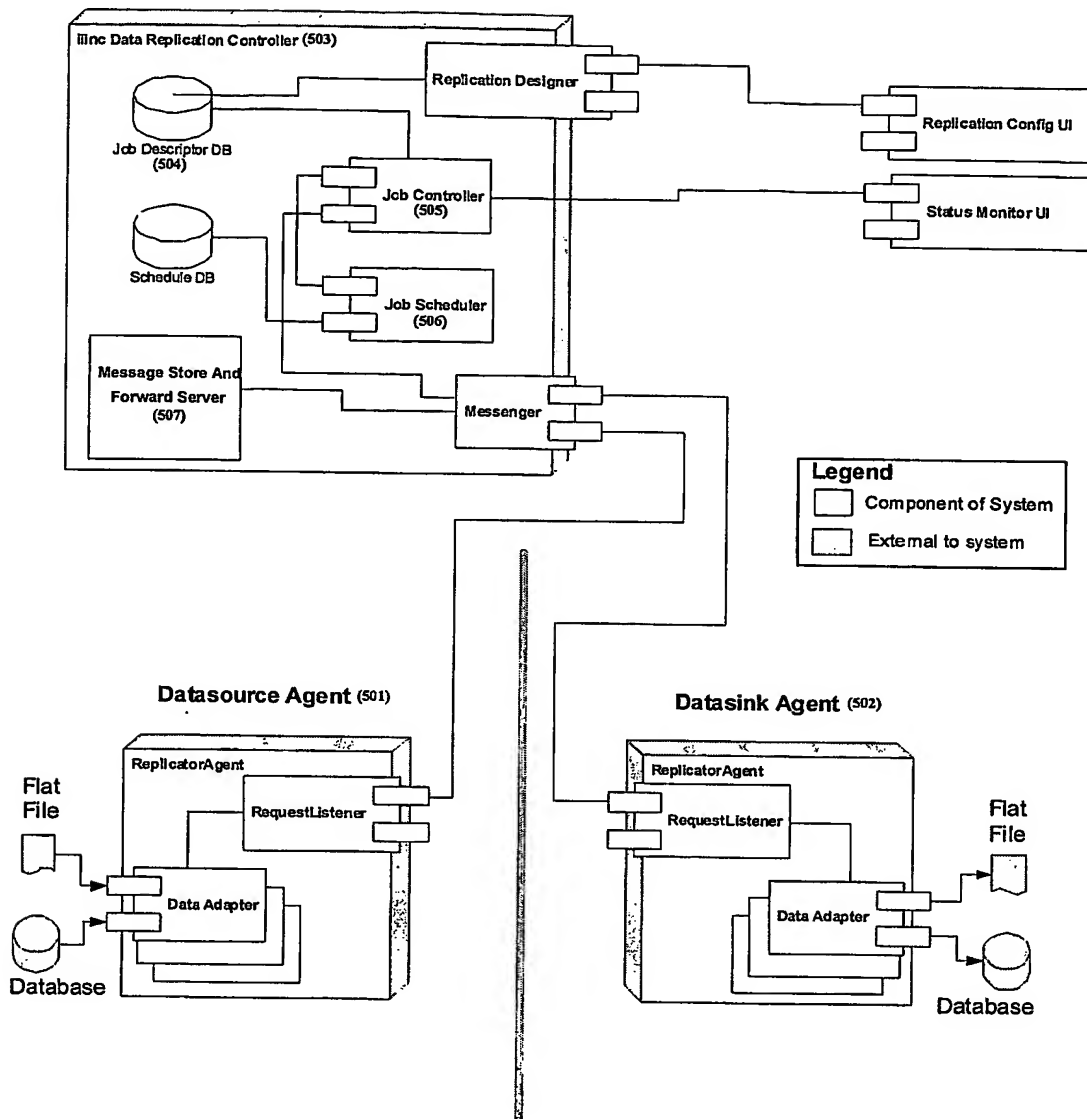 iiinc Data Replication Controller (503)
Replication Designer
Job Descriptor DB
(504)
Replication Config UI
Job Controller
(505)
Status Monitor UI
Schedule DB
Job Scheduler
(506)
Message Store And
Forward Server
(507)
Messenger
Legend
Component of System
External to system
Datasource Agent (501)
Datasink Agent (502)
ReplicatorAgent
ReplicatorAgent
Flat
File
RequestListener
RequestListener
Flat
File
Data Adapter
Data Adapter
Database
Database